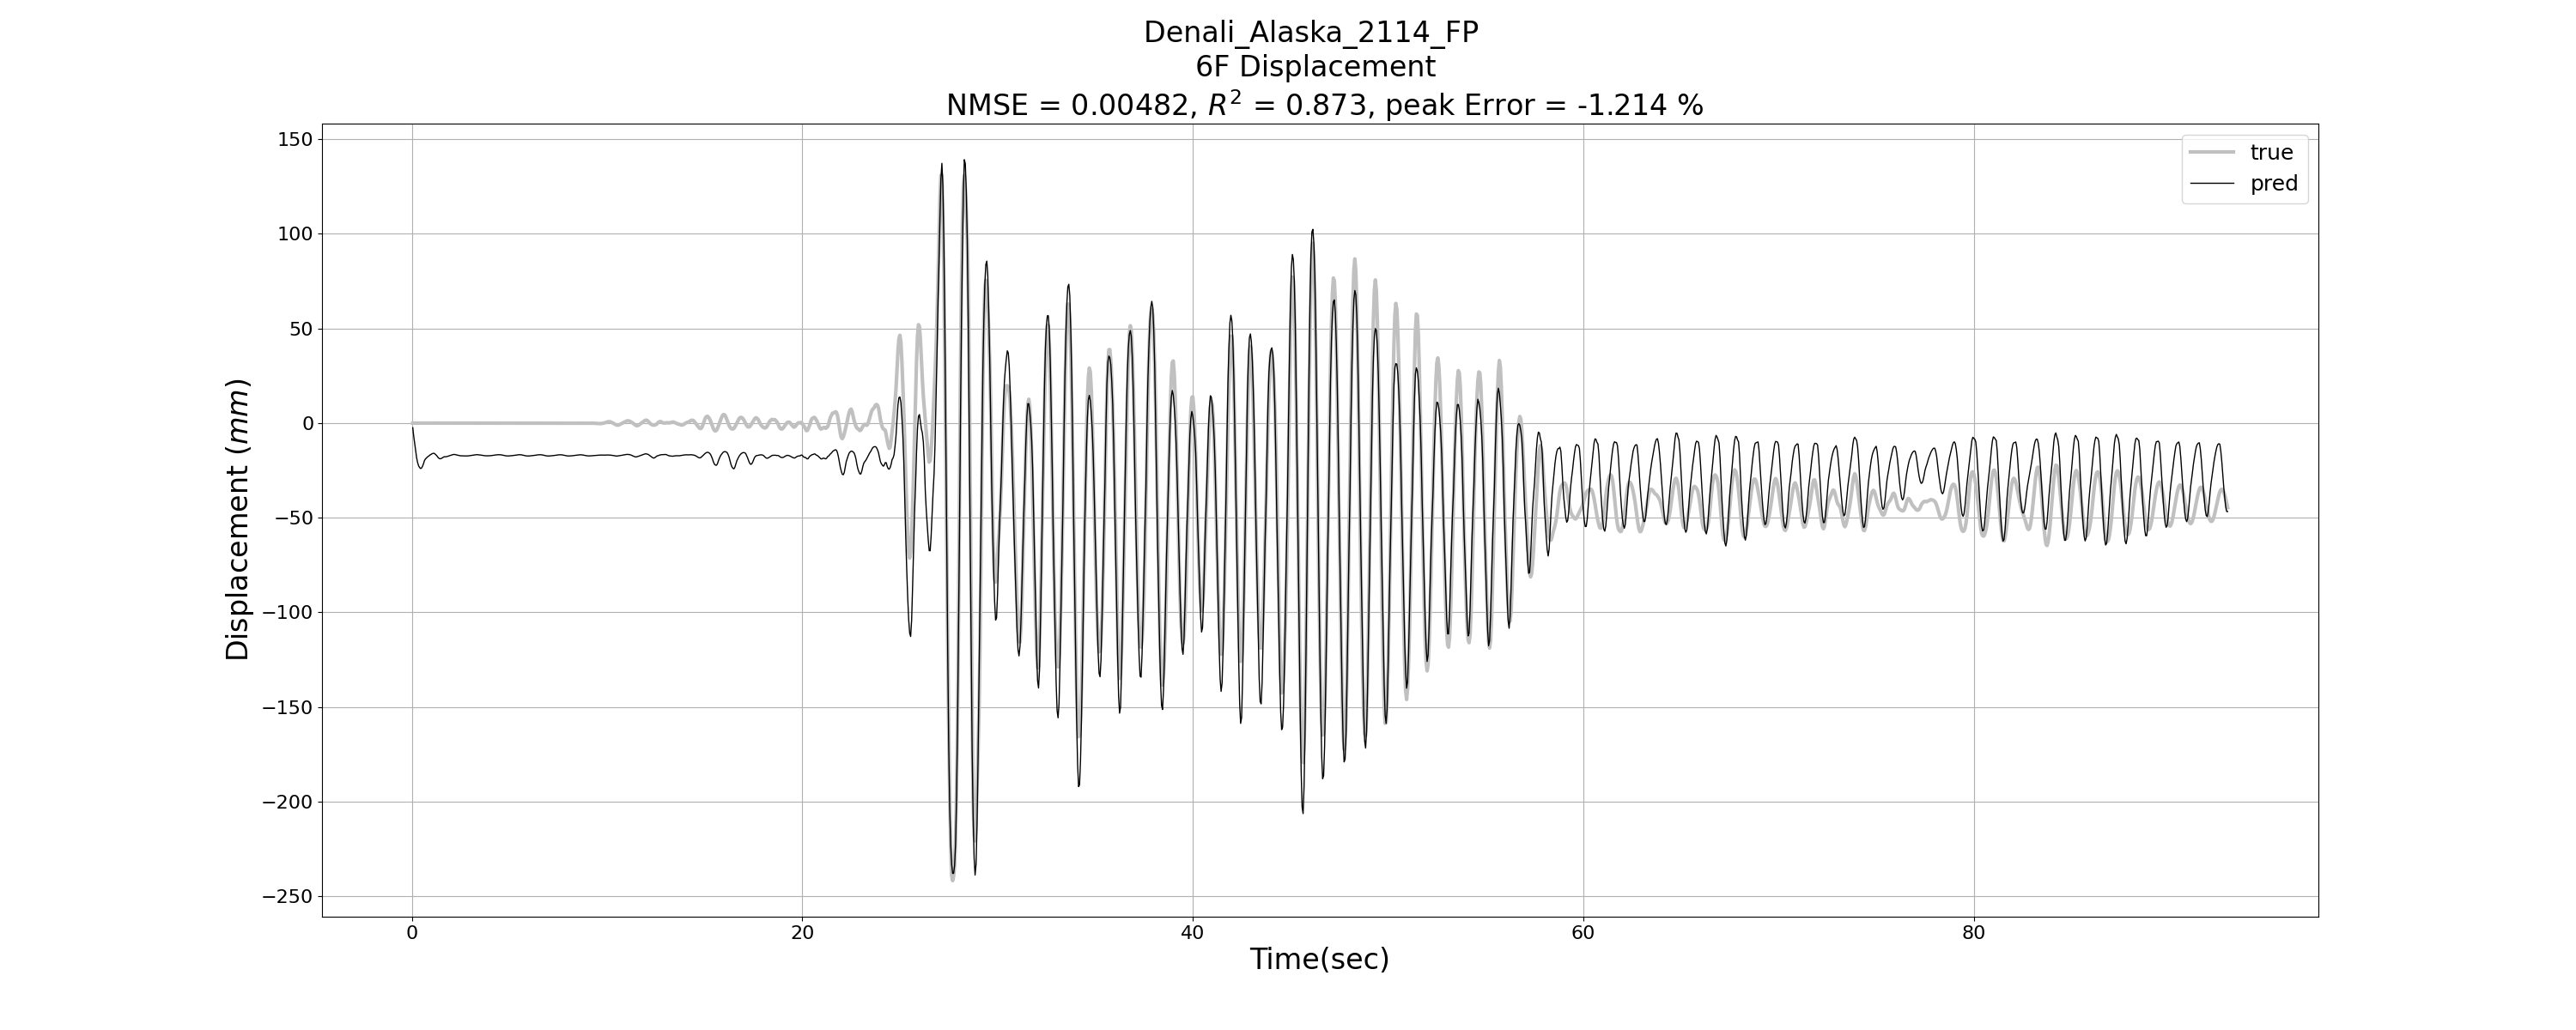 Denali_Alaska_2114_FP
6F Displacement
NMSE = 0.00482, R² = 0.873, peak Error = -1.214 %
150
100
50
0
−50
−100
−150
−200
−250
Displacement (mm)
true
pred
0 20 40 60 80
Time(sec)